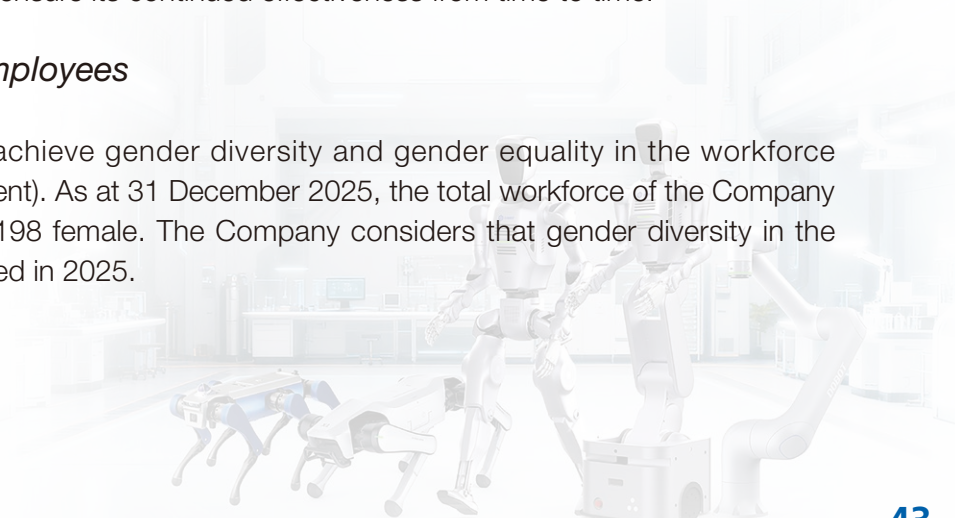 ensure its continued effectiveness from time to time.
mployees
achieve gender diversity and gender equality in the workforce
ent). As at 31 December 2025, the total workforce of the Company
198 female. The Company considers that gender diversity in the
ed in 2025.
43